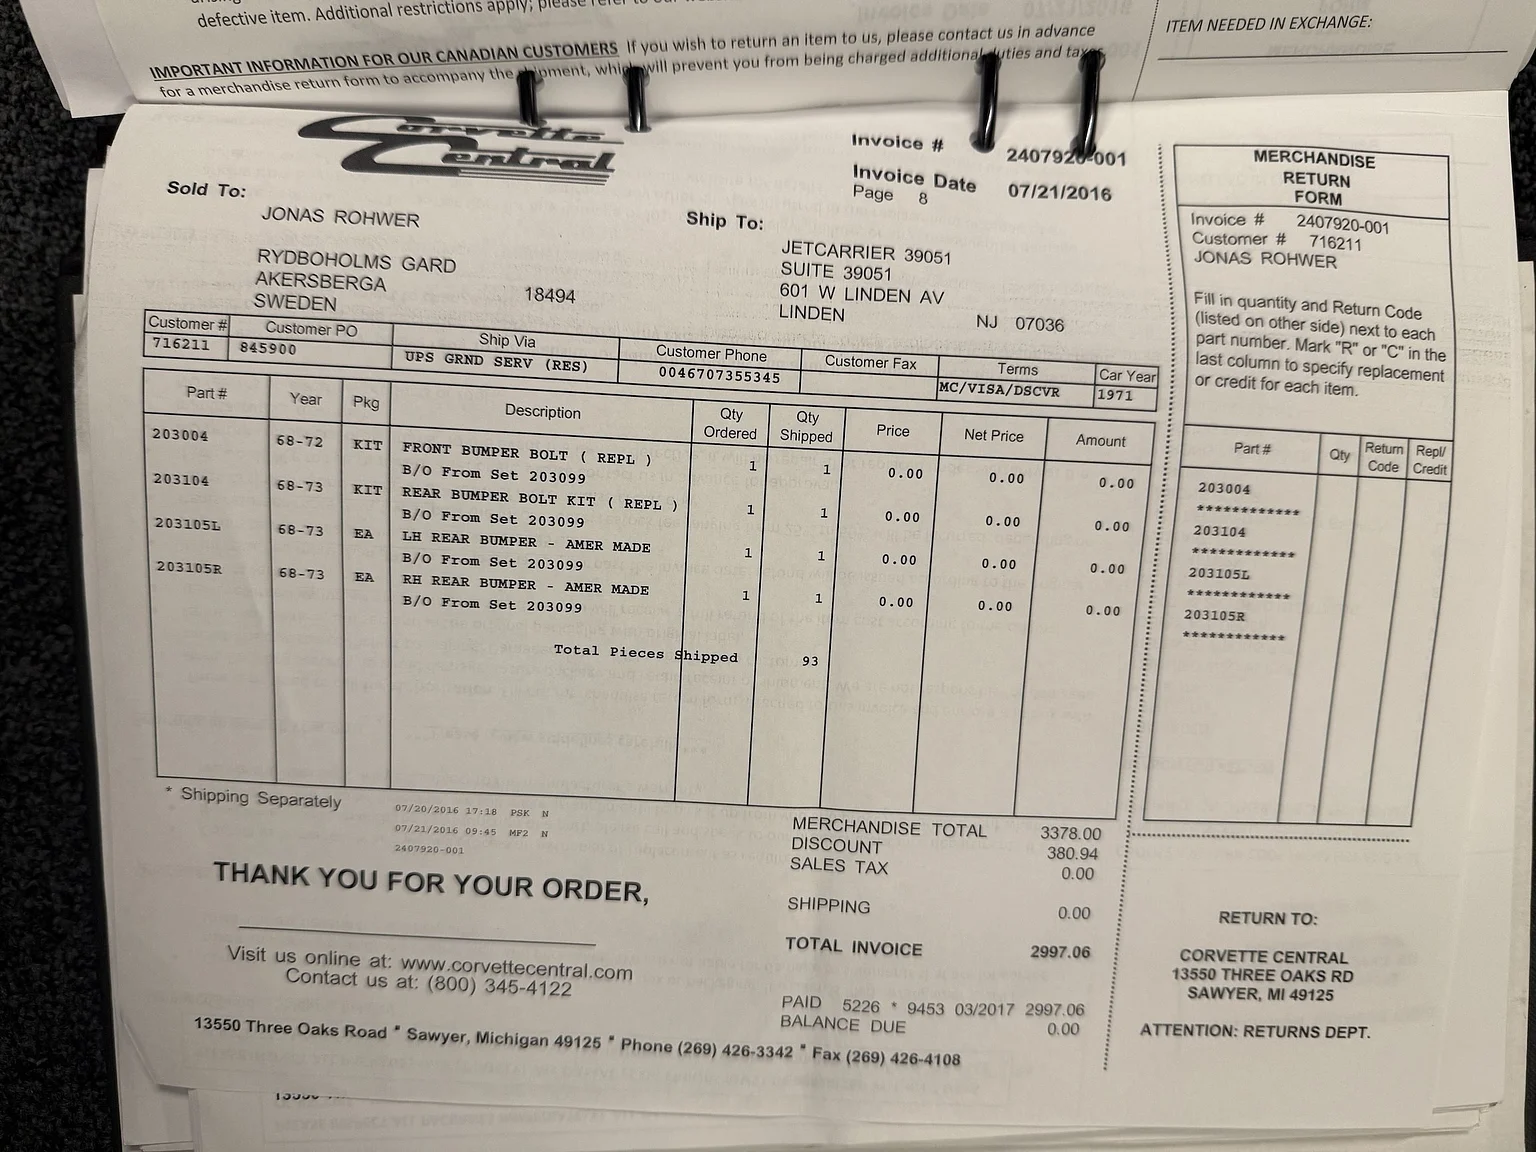 defective item. Additional restrictions apply; please refer to our
IMPORTANT INFORMATION FOR OUR CANADIAN CUSTOMERS If you wish to return an item to us, please contact us in advance
for a merchandise return form to accompany the shipment, which will prevent you from being charged additional duties and taxes
ITEM NEEDED IN EXCHANGE:
Corvette
Central
Invoice # 2407920-001
Invoice Date 07/21/2016
Page 8
Sold To:
JONAS ROHWER
RYDBOHOLMS GARD
AKERSBERGA 18494
SWEDEN
Ship To:
JETCARRIER 39051
SUITE 39051
601 W LINDEN AV
LINDEN NJ 07036
Customer # Customer PO Ship Via Customer Phone Customer Fax Terms Car Year
716211 845900 UPS GRND SERV (RES) 0046707355345 MC/VISA/DSCVR 1971
Part # Year Pkg Description Qty Ordered Qty Shipped Price Net Price Amount
203004 68-72 KIT FRONT BUMPER BOLT ( REPL ) 1 1 0.00 0.00 0.00
B/O From Set 203099
203104 68-73 KIT REAR BUMPER BOLT KIT ( REPL ) 1 1 0.00 0.00 0.00
B/O From Set 203099
203105L 68-73 EA LH REAR BUMPER - AMER MADE 1 1 0.00 0.00 0.00
B/O From Set 203099
203105R 68-73 EA RH REAR BUMPER - AMER MADE 1 1 0.00 0.00 0.00
B/O From Set 203099
Total Pieces Shipped 93
* Shipping Separately
07/20/2016 17:18 PSK N
07/21/2016 09:45 MF2 N
2407920-001
THANK YOU FOR YOUR ORDER,
Visit us online at: www.corvettecentral.com
Contact us at: (800) 345-4122
13550 Three Oaks Road * Sawyer, Michigan 49125 * Phone (269) 426-3342 * Fax (269) 426-4108
MERCHANDISE TOTAL 3378.00
DISCOUNT 380.94
SALES TAX 0.00
SHIPPING 0.00
TOTAL INVOICE 2997.06
PAID 5226 * 9453 03/2017 2997.06
BALANCE DUE 0.00
MERCHANDISE
RETURN
FORM
Invoice # 2407920-001
Customer # 716211
JONAS ROHWER
Fill in quantity and Return Code
(listed on other side) next to each
part number. Mark "R" or "C" in the
last column to specify replacement
or credit for each item.
Part # Qty Return Code Repl/ Credit
203004
************
203104
************
203105L
************
203105R
************
RETURN TO:
CORVETTE CENTRAL
13550 THREE OAKS RD
SAWYER, MI 49125
ATTENTION: RETURNS DEPT.